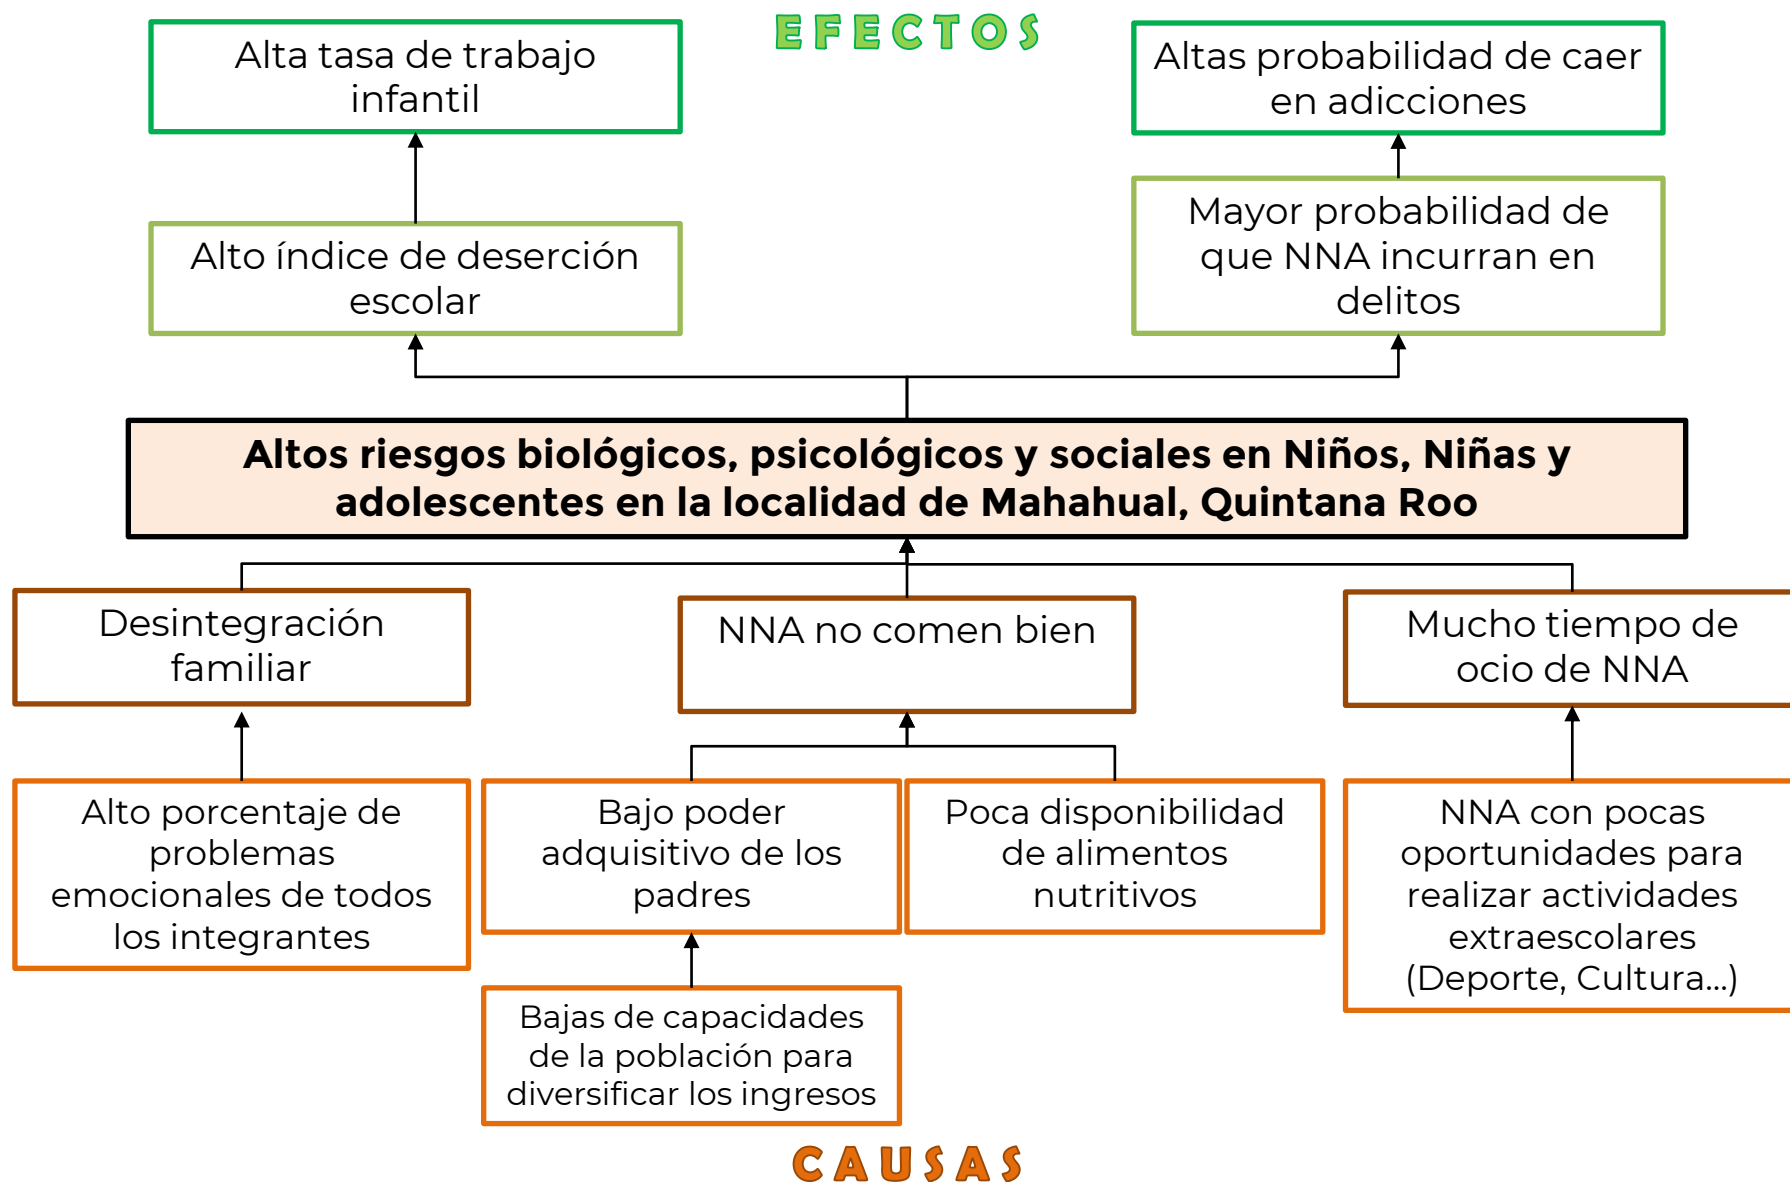 EFECTOS
Alta tasa de trabajo
infantil
Altas probabilidad de caer
en adicciones
Alto índice de deserción
escolar
Mayor probabilidad de
que NNA incurran en
delitos
Altos riesgos biológicos, psicológicos y sociales en Niños, Niñas y
adolescentes en la localidad de Mahahual, Quintana Roo
Desintegración
familiar
NNA no comen bien
Mucho tiempo de
ocio de NNA
Alto porcentaje de
problemas
emocionales de todos
los integrantes
Bajo poder
adquisitivo de los
padres
Poca disponibilidad
de alimentos
nutritivos
NNA con pocas
oportunidades para
realizar actividades
extraescolares
(Deporte, Cultura...)
Bajas de capacidades
de la población para
diversificar los ingresos
CAUSAS